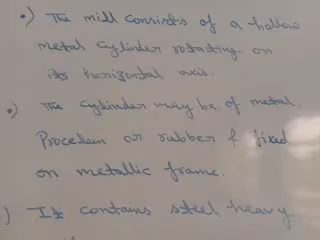 •) The mill consists of a hollow
metal cylinder rotating on
its horizontal axis.
•) The cylinder may be of metal.
Procelain or rubber & fixed
on metallic frame.
) It contains steel heavy